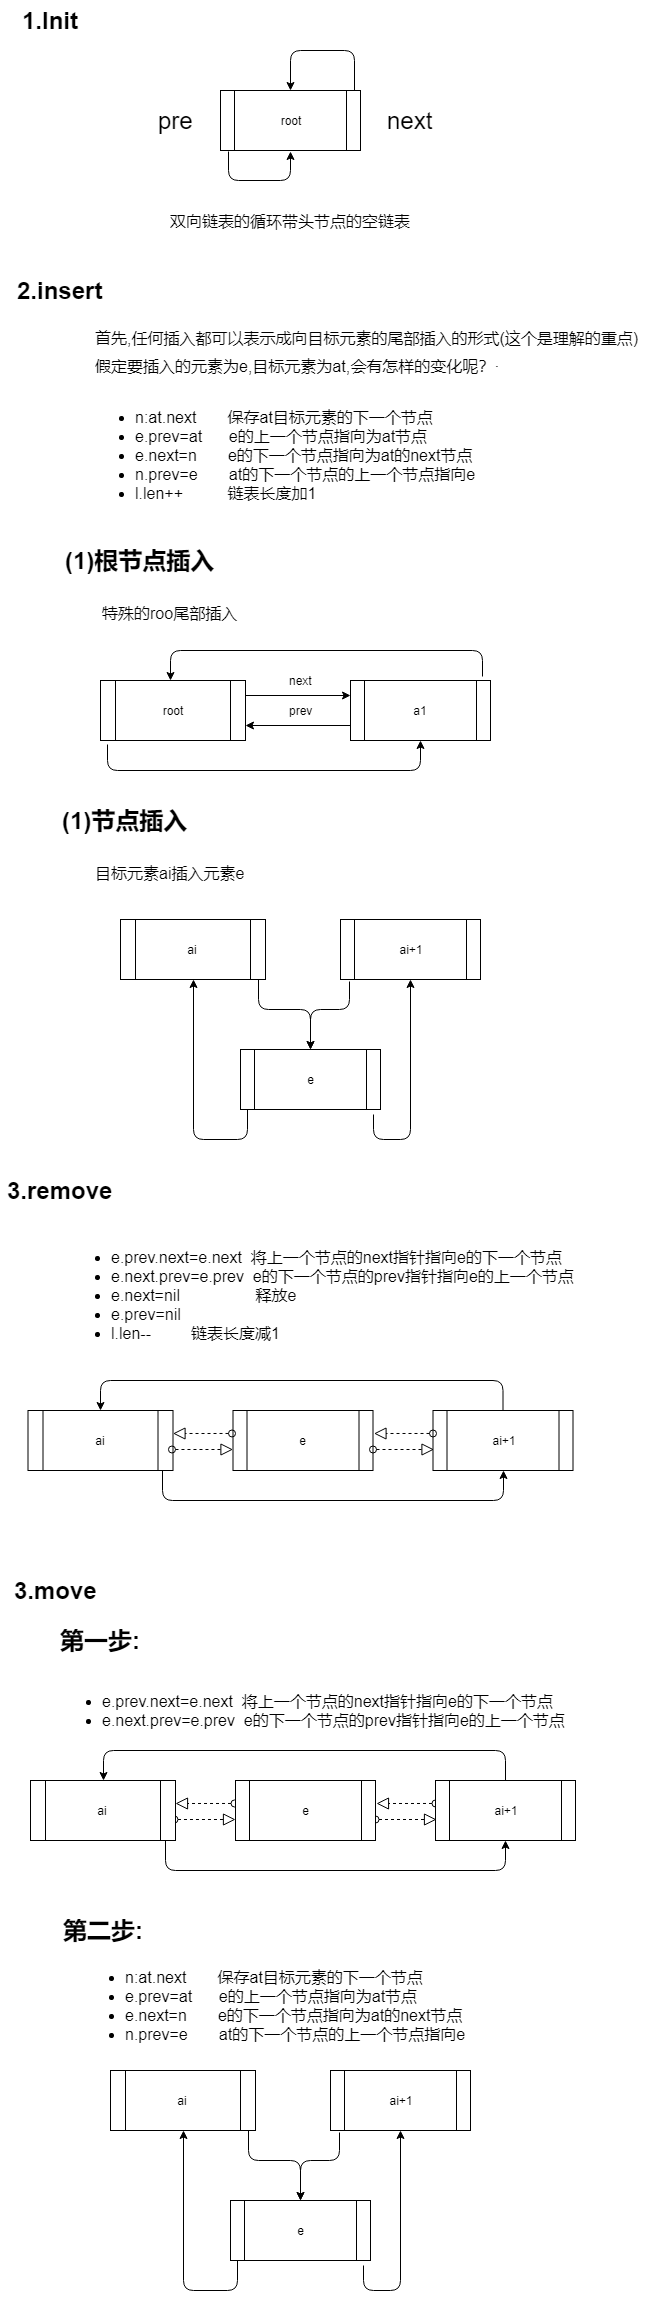 1.Init
pre
root
next
双向链表的循环带头节点的空链表
2.insert
首先,任何插入都可以表示成向目标元素的尾部插入的形式(这个是理解的重点)
假定要插入的元素为e,目标元素为at,会有怎样的变化呢? ·
n:at.next 保存at目标元素的下一个节点
e.prev=at e的上一个节点指向为at节点
e.next=n e的下一个节点指向为at的next节点
n.prev=e at的下一个节点的上一个节点指向e
l.len++ 链表长度加1
(1)根节点插入
特殊的roo尾部插入
next
root
prev
a1
(1)节点插入
目标元素ai插入元素e
ai
ai+1
e
3.remove
e.prev.next=e.next 将上一个节点的next指针指向e的下一个节点
e.next.prev=e.prev e的下一个节点的prev指针指向e的上一个节点
e.next=nil 释放e
e.prev=nil
l.len-- 链表长度减1
ai
e
ai+1
3.move
第一步:
e.prev.next=e.next 将上一个节点的next指针指向e的下一个节点
e.next.prev=e.prev e的下一个节点的prev指针指向e的上一个节点
ai
e
ai+1
第二步:
n:at.next 保存at目标元素的下一个节点
e.prev=at e的上一个节点指向为at节点
e.next=n e的下一个节点指向为at的next节点
n.prev=e at的下一个节点的上一个节点指向e
ai
ai+1
e